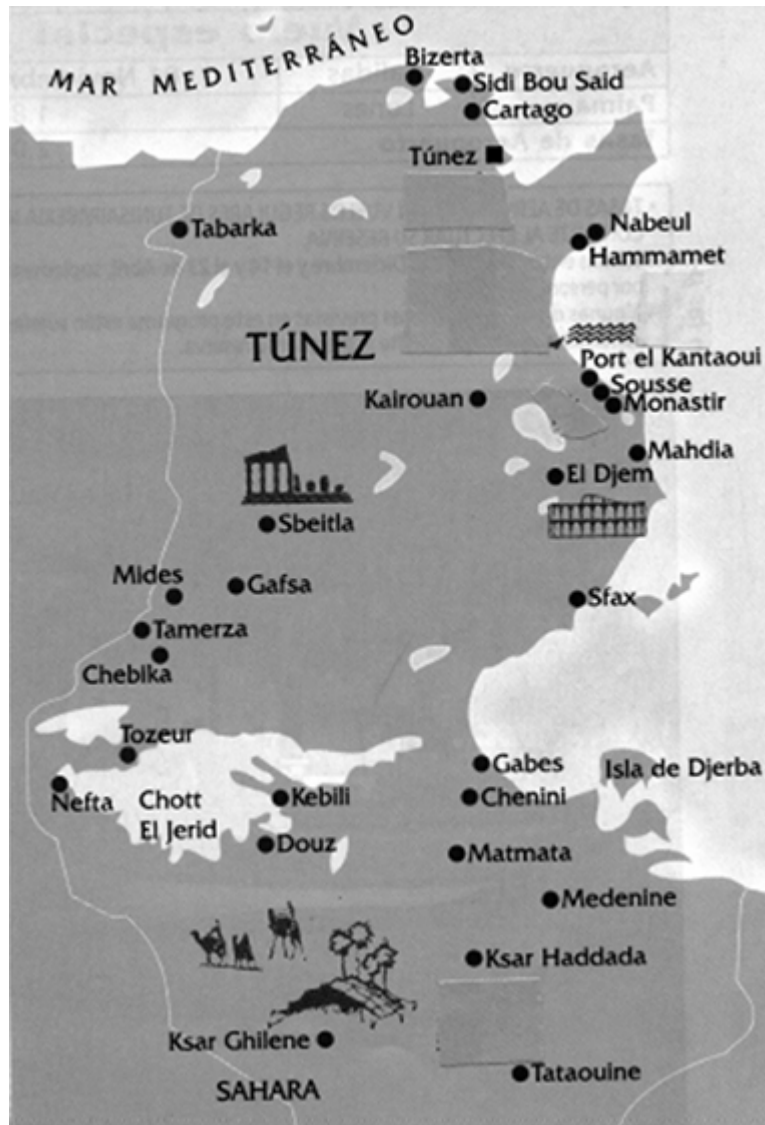 MAR MEDITERRÁNEO
Bizerta
Sidi Bou Said
Cartago
Túnez
Tabarka
Nabeul
Hammamet
TÚNEZ
Port el Kantaoui
Sousse
Kairouan
Monastir
Mahdia
El Djem
Sbeitla
Mides
Gafsa
Sfax
Tamerza
Chebika
Tozeur
Gabes
Isla de Djerba
Nefta
Chott
El Jerid
Kebili
Chenini
Douz
Matmata
Medenine
Ksar Haddada
Ksar Ghilene
SAHARA
Tataouine